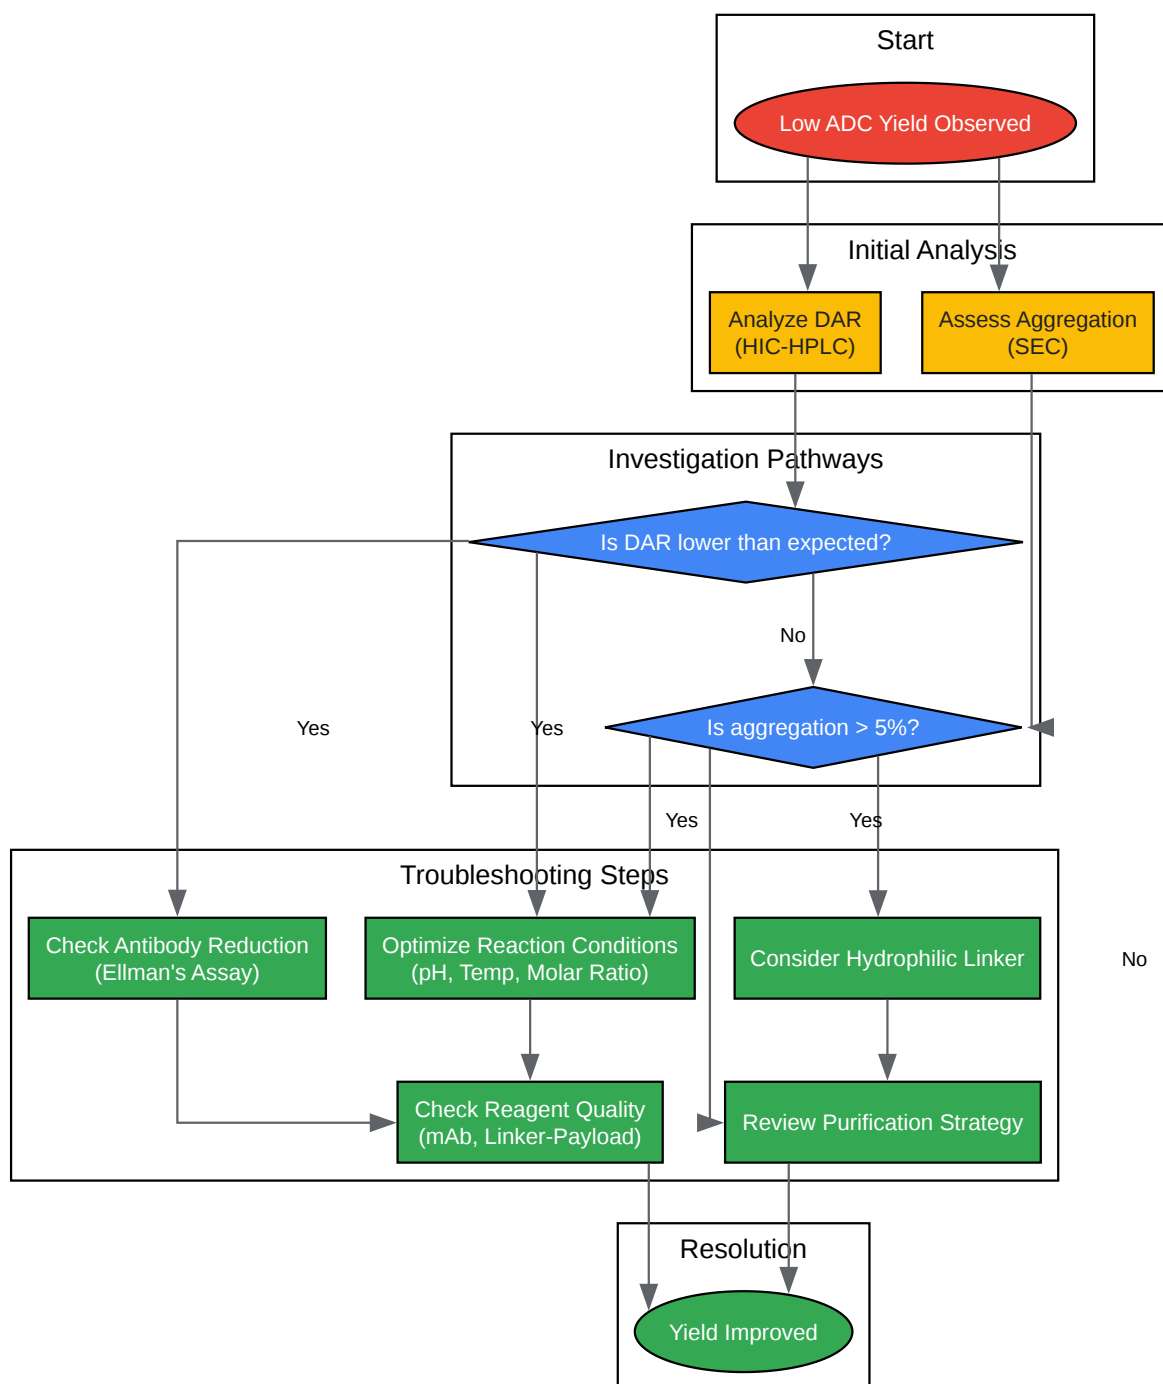 Start
Low ADC Yield Observed
Initial Analysis
Analyze DAR
(HIC-HPLC)
Assess Aggregation
(SEC)
Investigation Pathways
Is DAR lower than expected?
No
Yes
Yes
Is aggregation > 5%?
Yes
Yes
Troubleshooting Steps
Check Antibody Reduction
(Ellman's Assay)
Optimize Reaction Conditions
(pH, Temp, Molar Ratio)
Consider Hydrophilic Linker
No
Check Reagent Quality
(mAb, Linker-Payload)
Review Purification Strategy
Resolution
Yield Improved